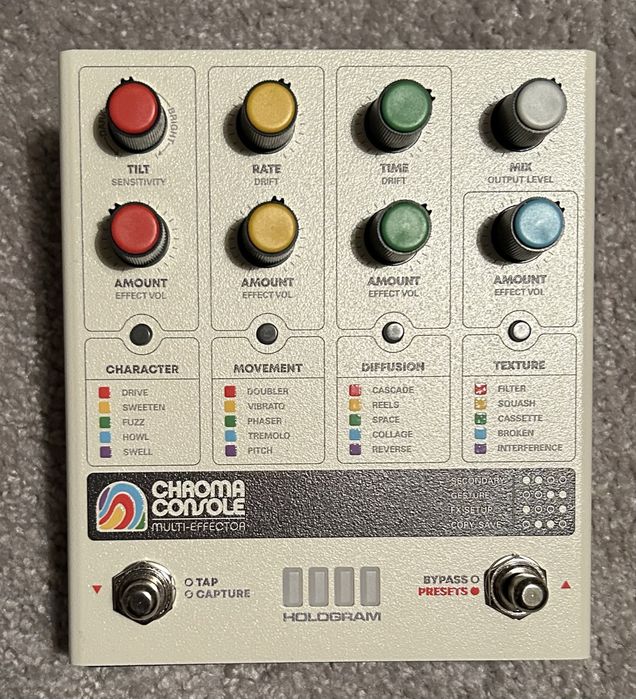 BRIGHT
TILT
SENSITIVITY
RATE
DRIFT
TIME
DRIFT
MIX
OUTPUT LEVEL
AMOUNT
EFFECT VOL
AMOUNT
EFFECT VOL
AMOUNT
EFFECT VOL
AMOUNT
EFFECT VOL
CHARACTER
DRIVE
SWEETEN
FUZZ
HOWL
SWELL
MOVEMENT
DOUBLER
VIBRATO
PHASER
TREMOLO
PITCH
DIFFUSION
CASCADE
REELS
SPACE
COLLAGE
REVERSE
TEXTURE
FILTER
SQUASH
CASSETTE
BROKEN
INTERFERENCE
CHROMA
CONSOLE
MULTI-EFFECTOR
SECONDARY
GESTURE
FX SETUP
COPY/SAVE
TAP
CAPTURE
HOLOGRAM
BYPASS
PRESETS